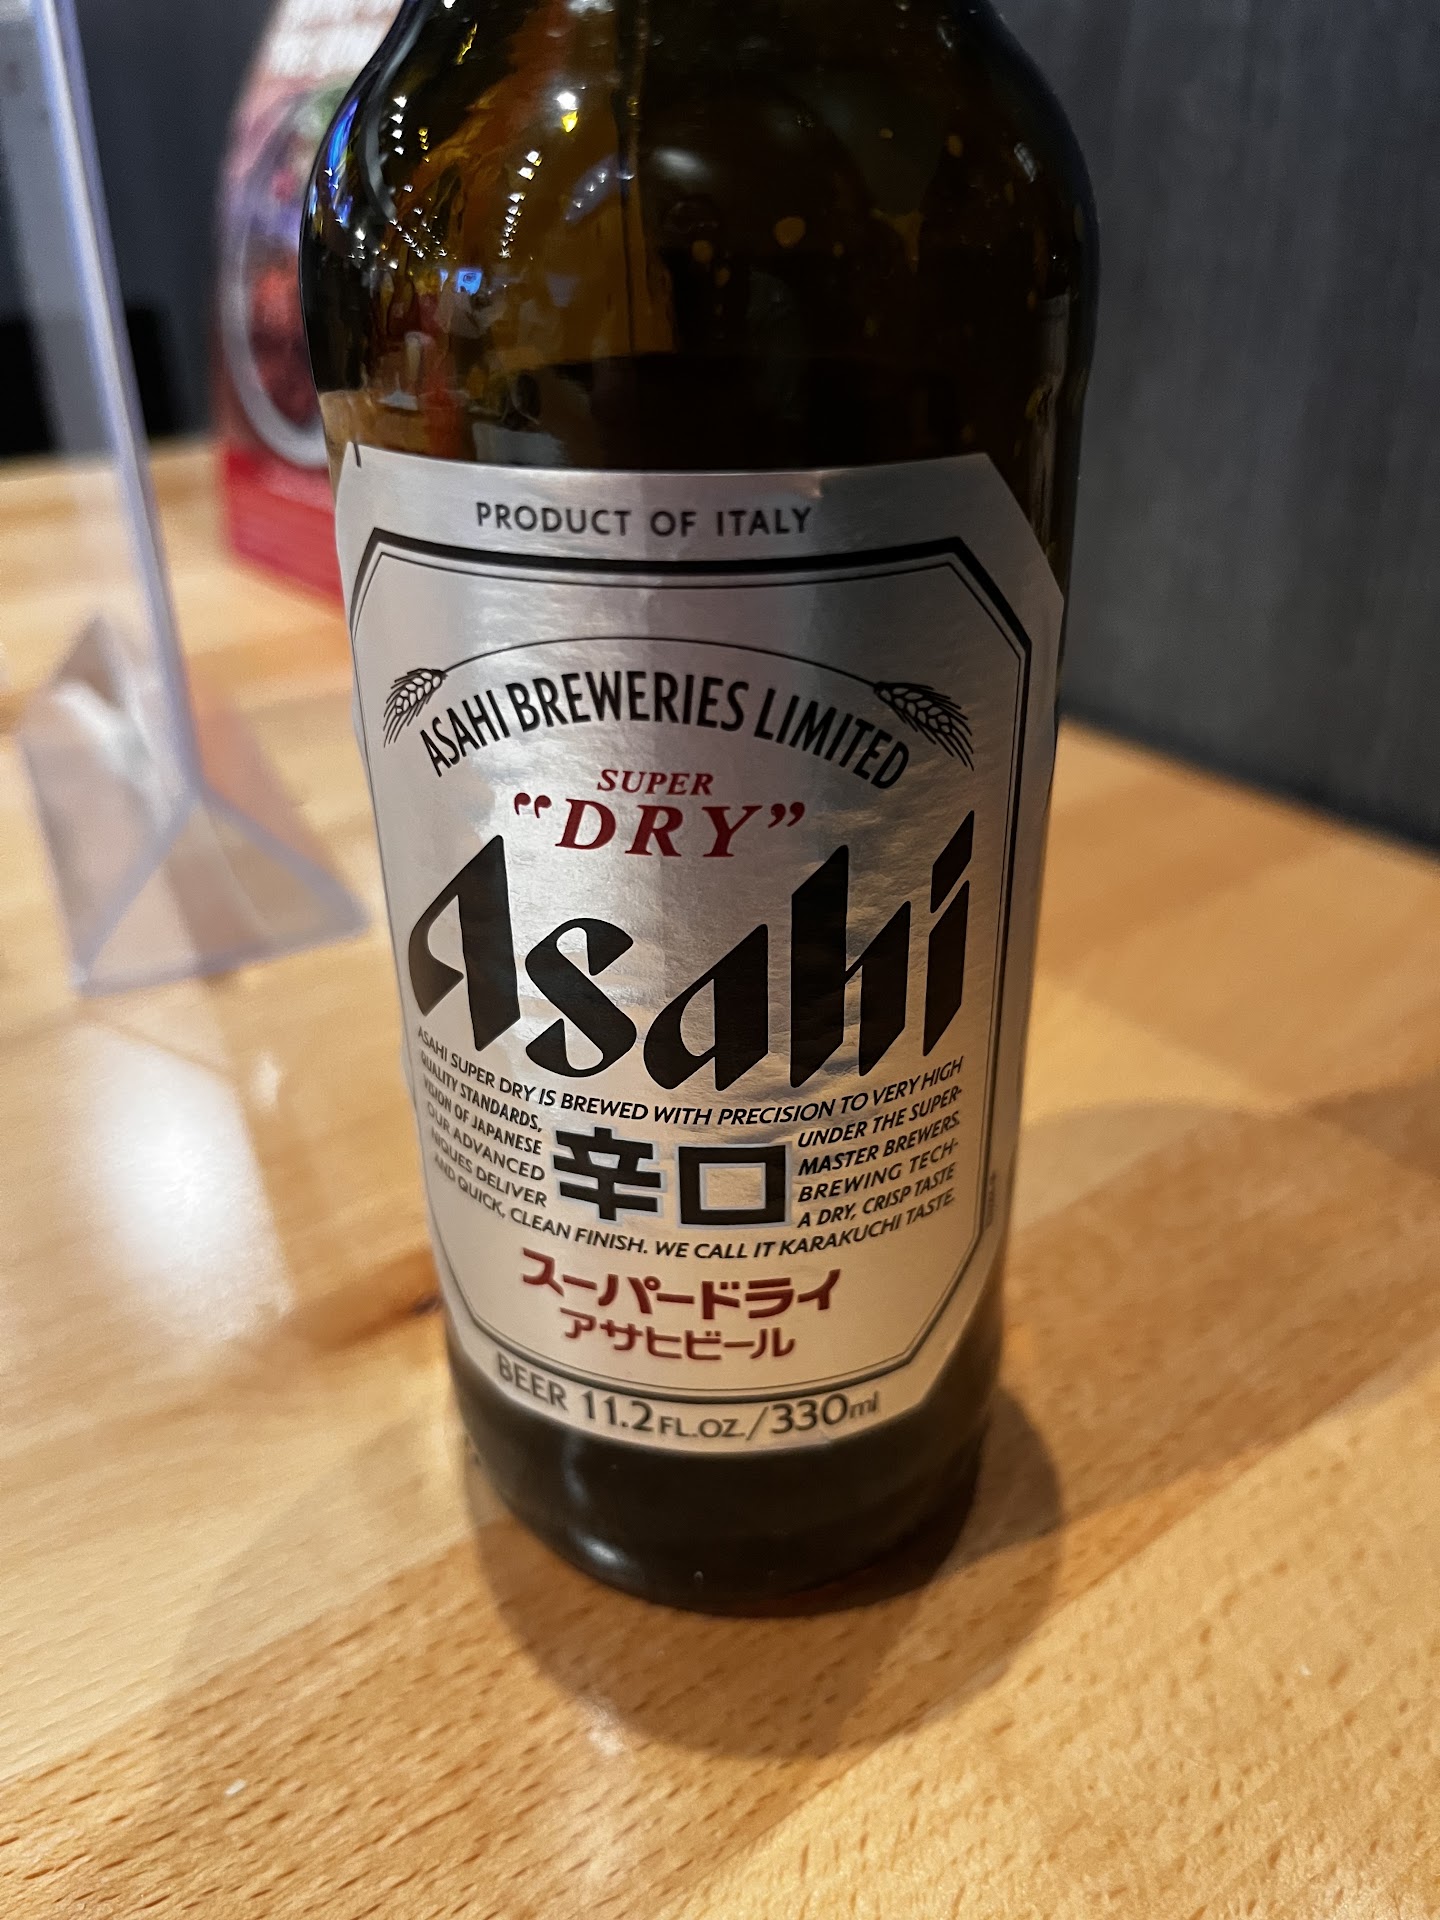 PRODUCT OF ITALY
ASAHI BREWERIES LIMITED
SUPER
“DRY”
Asahi
ASAHI SUPER DRY IS BREWED WITH PRECISION TO VERY HIGH
QUALITY STANDARDS, UNDER THE SUPER-
VISION OF JAPANESE MASTER BREWERS.
OUR ADVANCED BREWING TECH-
NIQUES DELIVER A DRY, CRISP TASTE
AND QUICK, CLEAN FINISH. WE CALL IT KARAKUCHI TASTE.
辛口
スーパードライ
アサヒビール
BEER 11.2 FL.OZ./330ml